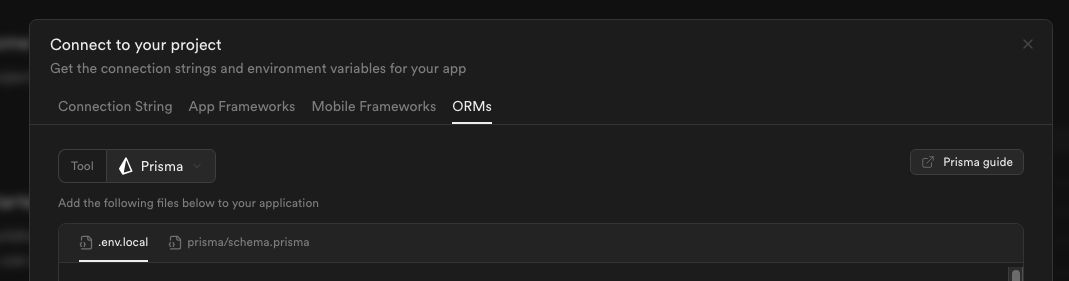 Connect to your project
Get the connection strings and environment variables for your app
Connection String App Frameworks Mobile Frameworks ORMs
Tool Prisma Prisma guide
Add the following files below to your application
.env.local prisma/schema.prisma